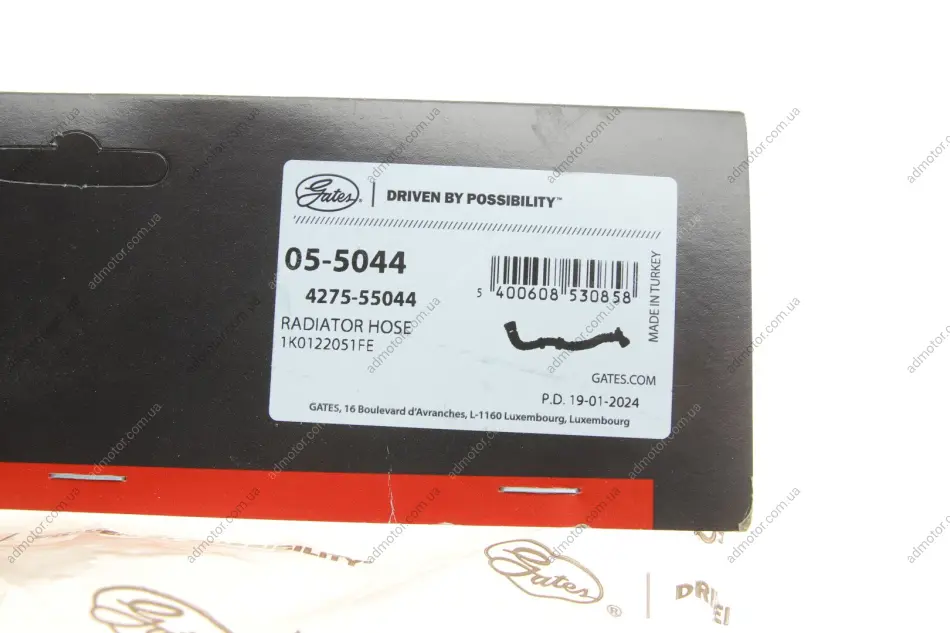 Gates® | DRIVEN BY POSSIBILITY™
05-5044
4275-55044
RADIATOR HOSE
1K0122051FE
5 400608 530858
MADE IN TURKEY
GATES.COM
P.D. 19-01-2024
GATES, 16 Boulevard d'Avranches, L-1160 Luxembourg, Luxembourg
Gates®
admotor.com.ua